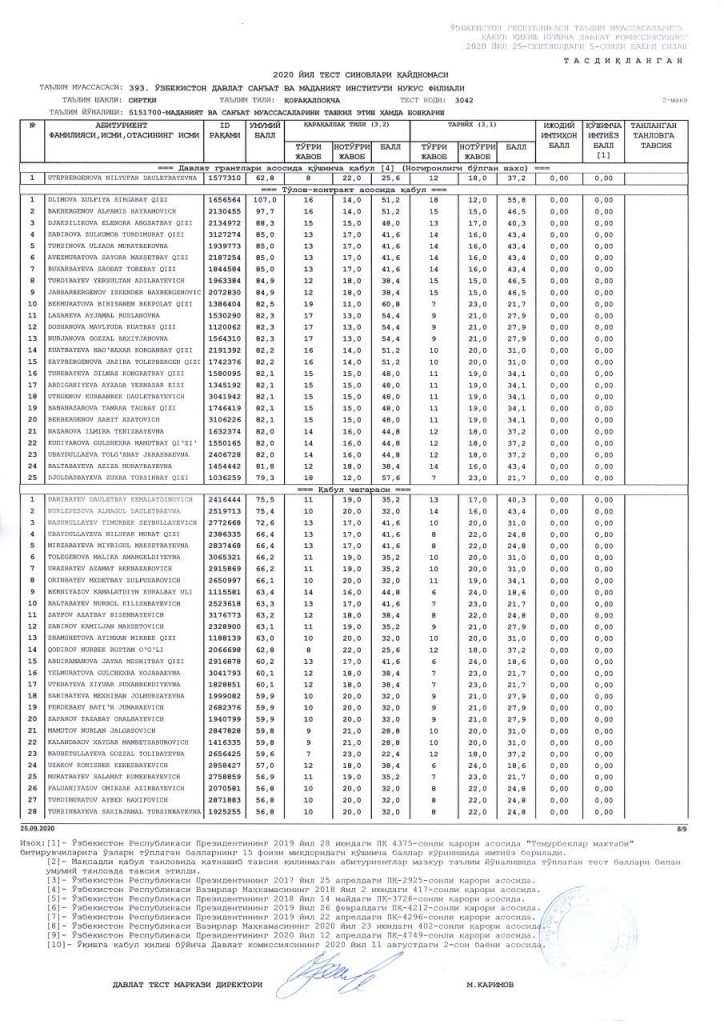 ЎЗБЕКИСТОН РЕСПУБЛИКАСИ ТАЪЛИМ МУАССАСАЛАРИГА
ҚАБУЛ ҚИЛИШ БЎЙИЧА ДАВЛАТ КОМИССИЯСИНИНГ
2020 ЙИЛ 25-СЕНТЯБРДАГИ 5-СОНЛИ БАЁНИ БИЛАН
ТАСДИҚЛАНГАН
2020 ЙИЛ ТЕСТ СИНОВЛАРИ ҚАЙДНОМАСИ
ТАЪЛИМ МУАССАСАСИ: 393. ЎЗБЕКИСТОН ДАВЛАТ САНЪАТ ВА МАДАНИЯТ ИНСТИТУТИ НУКУС ФИЛИАЛИ
ТАЪЛИМ ШАКЛИ: СИРТҚИ ТАЪЛИМ ТИЛИ: ҚОРАҚАЛПОҚЧА ТЕСТ КОДИ: 3042 2-шакл
ТАЪЛИМ ЙЎНАЛИШИ: 5151700-МАДАНИЯТ ВА САНЪАТ МУАССАСАЛАРИНИ ТАШКИЛ ЭТИШ ҲАМДА БОШҚАРИШ
№ АБИТУРИЕНТ ФАМИЛИЯСИ,ИСМИ,ОТАСИНИНГ ИСМИ ID РАҚАМИ УМУМИЙ БАЛЛ ҚАРАҚАЛПАК ТИЛИ (3,2) ТАРИЙХ (3,1) ИЖОДИЙ ИМТИҲОН БАЛЛ ҚЎШИМЧА ИМТИЁЗ БАЛЛ [1] ТАНЛАНГАН ТАНЛОВГА ТАВСИЯ
ТЎҒРИ ЖАВОБ НОТЎҒРИ ЖАВОБ БАЛЛ ТЎҒРИ ЖАВОБ НОТЎҒРИ ЖАВОБ БАЛЛ
=== Давлат грантлари асосида қўшимча қабул [4] (Ногиронлиги бўлган шахс) ===
1 UTEPBERGENOVA NILYUFAR DAULETBAYEVNA 1577310 62,8 8 22,0 25,6 12 18,0 37,2 0,00 0,00
=== Тўлов-контракт асосида қабул ===
1 DLIMOVA ZULFIYA SIRGABAY QIZI 1656564 107,0 16 14,0 51,2 18 12,0 55,8 0,00 0,00
2 BAKBERGENOV ALPAMIS BAYRAMOVICH 2130455 97,7 16 14,0 51,2 15 15,0 46,5 0,00 0,00
3 DJAKSILIKOVA ELENORA ANGSATBAY QIZI 2134972 88,3 15 15,0 48,0 13 17,0 40,3 0,00 0,00
4 SABIROVA ZULXUMOR TURDIMURAT QIZI 3127274 85,0 13 17,0 41,6 14 16,0 43,4 0,00 0,00
5 TURSINOVA ULZADA MURATBEKOVNA 1939773 85,0 13 17,0 41,6 14 16,0 43,4 0,00 0,00
6 AVEZMURATOVA SAYORA MAXSETBAY QIZI 2187254 85,0 13 17,0 41,6 14 16,0 43,4 0,00 0,00
7 BUXARBAYEVA SAODAT TOREBAY QIZI 1844584 85,0 13 17,0 41,6 14 16,0 43,4 0,00 0,00
8 TURDIBAYEV YERSULTAN ADILBAYEVICH 1963384 84,9 12 18,0 38,4 15 15,0 46,5 0,00 0,00
9 JABBARBERGENOV ISKENDER BAXBERGENOVIC 2072830 84,9 12 18,0 38,4 15 15,0 46,5 0,00 0,00
10 BEKMURATOVA BIBISANEM BEKPOLAT QIZI 1386404 82,5 19 11,0 60,8 7 23,0 21,7 0,00 0,00
11 LAZAREVA AYJAMAL RUSLANOVNA 1530290 82,3 17 13,0 54,4 9 21,0 27,9 0,00 0,00
12 DOSHANOVA MAVLYUDA KUATBAY QIZI 1120062 82,3 17 13,0 54,4 9 21,0 27,9 0,00 0,00
13 NURJANOVA GOZZAL BAXITJANOVNA 1564310 82,3 17 13,0 54,4 9 21,0 27,9 0,00 0,00
14 KUATBAYEVA NAG'BAXAR KORGANBAY QIZI 2191392 82,2 16 14,0 51,2 10 20,0 31,0 0,00 0,00
15 KAYPBERGENOVA JAZIRA TOLEPBERGEN QIZI 1742376 82,2 16 14,0 51,2 10 20,0 31,0 0,00 0,00
16 TUREBAYEVA DILNAZ KONGRATBAY QIZI 1580095 82,1 15 15,0 48,0 11 19,0 34,1 0,00 0,00
17 ABDIGANIYEVA AYZADA YERNAZAR KIZI 1345192 82,1 15 15,0 48,0 11 19,0 34,1 0,00 0,00
18 UTEGENOV KURBANBEK DAULETBAYEVICH 3041942 82,1 15 15,0 48,0 11 19,0 34,1 0,00 0,00
19 BABANAZAROVA TAMARA TAGBAY QIZI 1746419 82,1 15 15,0 48,0 11 19,0 34,1 0,00 0,00
20 BEKBERGENOV SABIT AZATOVICH 3106226 82,1 15 15,0 48,0 11 19,0 34,1 0,00 0,00
21 NAZAROVA ILMIRA TENIZBAYEVNA 1632374 82,0 14 16,0 44,8 12 18,0 37,2 0,00 0,00
22 KUDIYAROVA GULSHEXRA MAMUTBAY QI'ZI' 1550165 82,0 14 16,0 44,8 12 18,0 37,2 0,00 0,00
23 UBAYDULLAEVA TOLG'ANAY JARASBAEVNA 2406728 82,0 14 16,0 44,8 12 18,0 37,2 0,00 0,00
24 BALTABAYEVA AZIZA MURATBAYEVNA 1454442 81,8 12 18,0 38,4 14 16,0 43,4 0,00 0,00
25 DJOLDASBAYEVA ZUXRA TURSINBAY QIZI 1036259 79,3 18 12,0 57,6 7 23,0 21,7 0,00 0,00
=== Қабул чегараси ===
1 DARIBAYEV DAULETBAY KEMALATDINOVICH 2416444 75,5 11 19,0 35,2 13 17,0 40,3 0,00 0,00
2 NURLEPESOVA ALMAGUL DAULETBAEVNA 2519713 75,4 10 20,0 32,0 14 16,0 43,4 0,00 0,00
3 NASURULLAYEV TIMURBEK SEYBULLAYEVICH 2772668 72,6 13 17,0 41,6 10 20,0 31,0 0,00 0,00
4 UBAYDULLAYEVA NILUFAR MURAT QIZI 2386335 66,4 13 17,0 41,6 8 22,0 24,8 0,00 0,00
5 MIRZABAYEVA MIYRIGUL MAKSETBAYEVNA 2837468 66,4 13 17,0 41,6 8 22,0 24,8 0,00 0,00
6 TOLEGENOVA MALIKA AMANGELDIYEVNA 3065321 66,2 11 19,0 35,2 10 20,0 31,0 0,00 0,00
7 URAZBAYEV AZAMAT BEKNAZAROVICH 2915869 66,2 11 19,0 35,2 10 20,0 31,0 0,00 0,00
8 ORINBAYEV MEDETBAY ZULPUXAROVICH 2650997 66,1 10 20,0 32,0 11 19,0 34,1 0,00 0,00
9 BERNIYAZOV KAMALATDIYN KURALBAY ULI 1115581 63,4 14 16,0 44,8 6 24,0 18,6 0,00 0,00
10 BALTABAYEV NURBOL KILISHBAYEVICH 2523618 63,3 13 17,0 41,6 7 23,0 21,7 0,00 0,00
11 SAYPOV AZATBAY BISENBAYEVICH 3176773 63,2 12 18,0 38,4 8 22,0 24,8 0,00 0,00
12 SABIROV KAMILJAN MAXSETOVICH 2328900 63,1 11 19,0 35,2 9 21,0 27,9 0,00 0,00
13 SHAMSHETOVA AYIMXAN MIRBEK QIZI 1188139 63,0 10 20,0 32,0 10 20,0 31,0 0,00 0,00
14 QODIROV NURBEK RUSTAM O'G'LI 2066698 62,8 8 22,0 25,6 12 18,0 37,2 0,00 0,00
15 ABDIRAMANOVA JAYNA MESHITBAY QIZI 2916878 60,2 13 17,0 41,6 6 24,0 18,6 0,00 0,00
16 YELMURATOVA GULCHEXRA XOJABAEVNA 3041793 60,1 12 18,0 38,4 7 23,0 21,7 0,00 0,00
17 UTEBAYEVA ZIYUAR SUXANBERDIYEVNA 1828851 60,1 12 18,0 38,4 7 23,0 21,7 0,00 0,00
18 SARIBAYEVA MEXRIBAN JOLMURZAYEVNA 1999082 59,9 10 20,0 32,0 9 21,0 27,9 0,00 0,00
19 PERDEBAEV BATI'R JUMABAEVICH 2682376 59,9 10 20,0 32,0 9 21,0 27,9 0,00 0,00
20 SAPAROV TAZABAY ORALBAYEVICH 1940799 59,9 10 20,0 32,0 9 21,0 27,9 0,00 0,00
21 MAMUTOV NURLAN JALGASOVICH 2847828 59,8 9 21,0 28,8 10 20,0 31,0 0,00 0,00
22 KALANDAROV XAYDAR MAMBETSABUROVICH 1416335 59,8 9 21,0 28,8 10 20,0 31,0 0,00 0,00
23 NAUBETULLAYEVA GOZZAL TOLIBAYEVNA 2656425 59,6 7 23,0 22,4 12 18,0 37,2 0,00 0,00
24 UZAKOV KONISBEK KENESBAYEVICH 2858427 57,0 12 18,0 38,4 6 24,0 18,6 0,00 0,00
25 MURATBAYEV SALAMAT KOMEKBAYEVICH 2758859 56,9 11 19,0 35,2 7 23,0 21,7 0,00 0,00
26 PALUANIYAZOV OMIRZAK AZIRBAYEVICH 2070581 56,8 10 20,0 32,0 8 22,0 24,8 0,00 0,00
27 TURDIMURATOV AYBEK RAXIFOVICH 2871883 56,8 10 20,0 32,0 8 22,0 24,8 0,00 0,00
28 TURSINBAYEVA SAXIBJAMAL TURSINBAYEVNA 1925255 56,8 10 20,0 32,0 8 22,0 24,8 0,00 0,00
25.09.2020 8/9
Изоҳ:[1]- Ўзбекистон Республикаси Президентининг 2019 йил 28 июндаги ПҚ 4375-сонли қарори асосида "Темурбеклар мактаби"
битирувчиларига ўзлари тўплаган балларнинг 15 фоизи миқдоридаги қўшимча баллар кўринишида имтиёз берилади.
[2]- Мақсадли қабул танловида қатнашиб тавсия қилинмаган абитуриентлар мазкур таълим йўналишида тўплаган тест баллари билан
умумий танловда тавсия этилди.
[3]- Ўзбекистон Республикаси Президентининг 2017 йил 25 апрелдаги ПҚ-2925-сонли қарори асосида.
[4]- Ўзбекистон Республикаси Вазирлар Маҳкамасининг 2018 йил 2 июндаги 417-сонли қарори асосида.
[5]- Ўзбекистон Республикаси Президентининг 2018 йил 14 майдаги ПҚ-3726-сонли қарори асосида.
[6]- Ўзбекистон Республикаси Президентининг 2019 йил 26 февралдаги ПҚ-4212-сонли қарори асосида.
[7]- Ўзбекистон Республикаси Президентининг 2019 йил 22 апрелдаги ПҚ-4296-сонли қарори асосида.
[8]- Ўзбекистон Республикаси Вазирлар Маҳкамасининг 2020 йил 23 июндаги 402-сонли қарори асосида.
[9]- Ўзбекистон Республикаси Президентининг 2020 йил 12 апрелдаги ПҚ-4749-сонли қарори асосида.
[10]- Ўқишга қабул қилиш бўйича Давлат комиссиясининг 2020 йил 11 августдаги 2-сон баёни асосида.
ДАВЛАТ ТЕСТ МАРКАЗИ ДИРЕКТОРИ М.КАРИМОВ